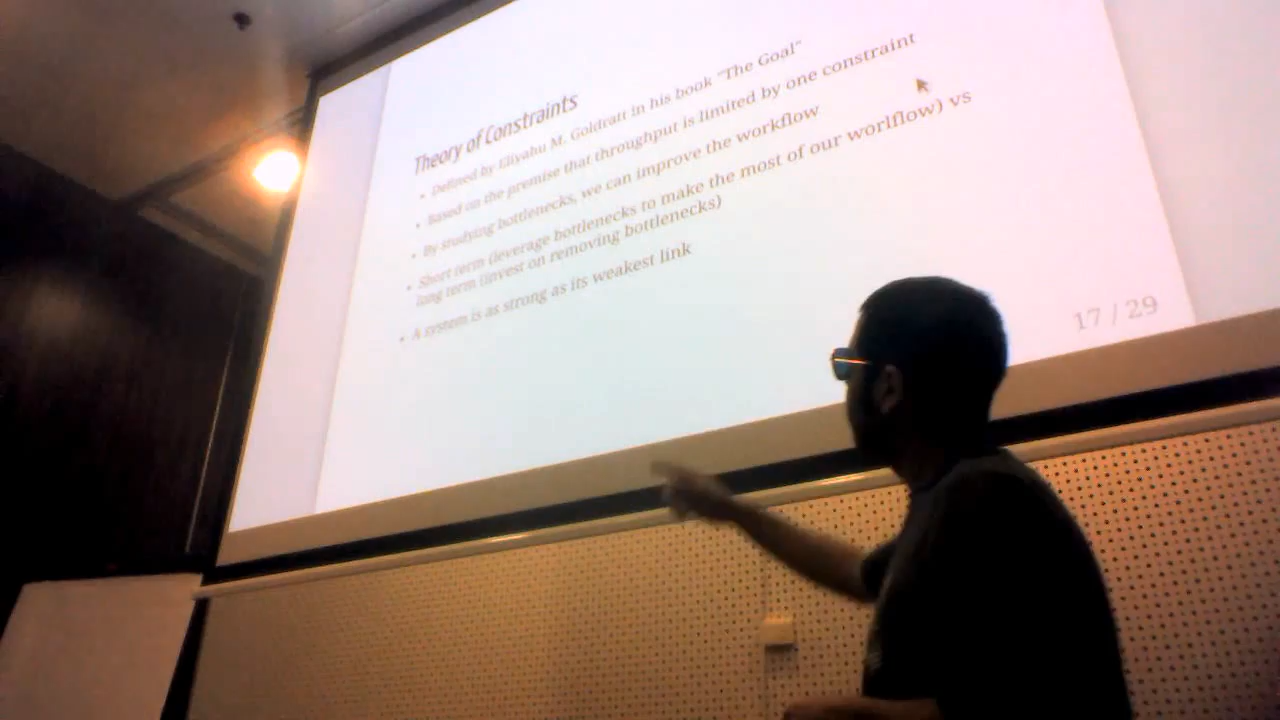 Theory of Constraints
• Defined by Eliyahu M. Goldratt in his book "The Goal"
• Based on the premise that throughput is limited by one constraint
• By studying bottlenecks, we can improve the workflow
• Short term (leverage bottlenecks to make the most of our worlflow) vs
long term (invest on removing bottlenecks)
• A system is as strong as its weakest link
17 / 29